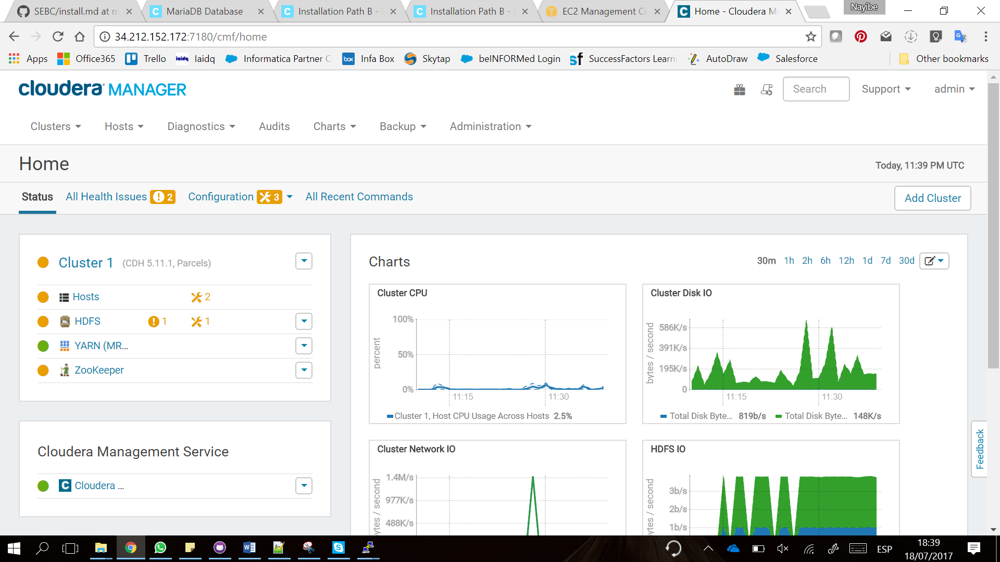 SEBC/install.md at m
MariaDB Database
Installation Path B -
Installation Path B -
EC2 Management Co
Home - Cloudera M
Nayibe
34.212.152.172:7180/cmf/home
Apps
Office365
Trello
Iaidq
Informatica Partner C
box
Infa Box
Skytap
beINFORMed Login
SuccessFactors Learni
AutoDraw
Salesforce
Other bookmarks
cloudera MANAGER
Search
Support
admin
Clusters
Hosts
Diagnostics
Audits
Charts
Backup
Administration
Home
Today, 11:39 PM UTC
Status
All Health Issues 2
Configuration 3
All Recent Commands
Add Cluster
Cluster 1 (CDH 5.11.1, Parcels)
Hosts 2
HDFS 1 1
YARN (MR...
ZooKeeper
Cloudera Management Service
Cloudera ...
Charts
30m 1h 2h 6h 12h 1d 7d 30d
Cluster CPU
percent
100%
50%
0%
11:15 11:30
Cluster 1, Host CPU Usage Across Hosts 2.5%
Cluster Disk IO
bytes / second
586K/s
391K/s
195K/s
0
11:15 11:30
Total Disk Byte... 819b/s Total Disk Byte... 148K/s
Cluster Network IO
/ second
1.4M/s
977K/s
488K/s
HDFS IO
/ second
3b/s
2b/s
1b/s
Feedback
ESP
18:39
18/07/2017